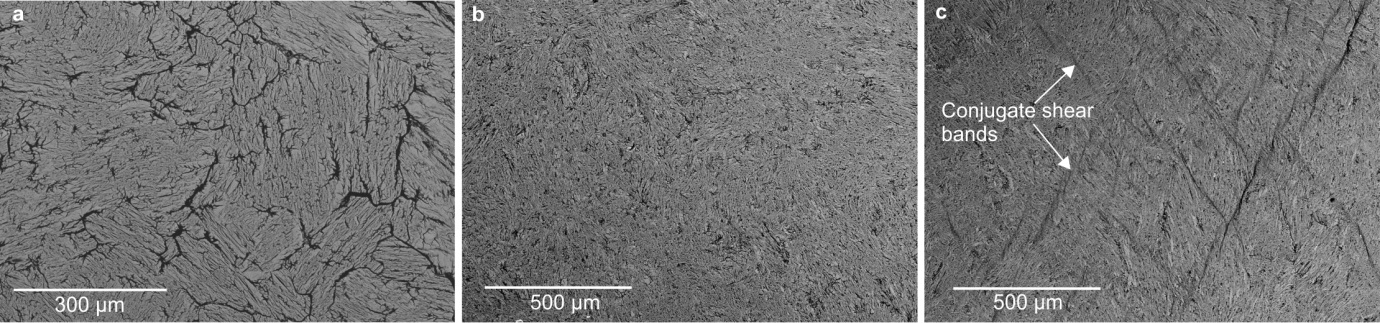 a
b
c
Conjugate shear
bands
300 µm
500 µm
500 µm